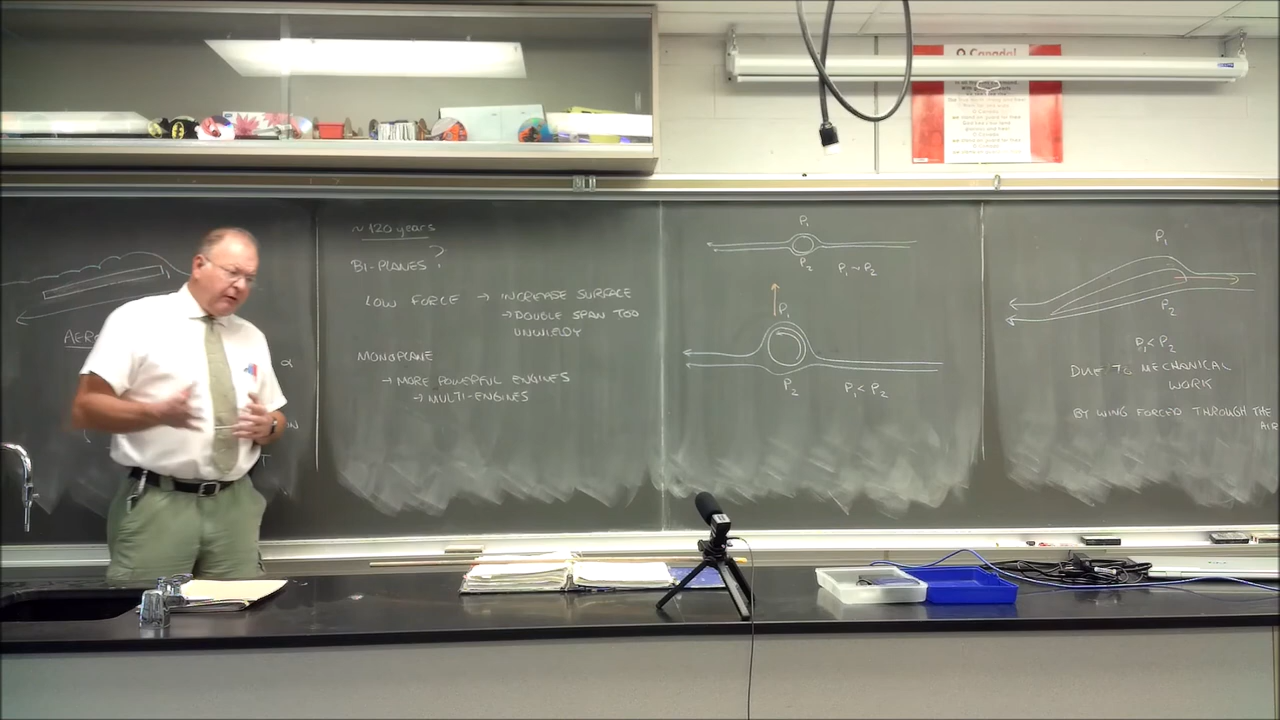 O Canada!
AERO
α
~120 years
BI-PLANES?
LOW FORCE → INCREASE SURFACE
→ DOUBLE SPAN TOO
UNWIELDY
MONOPLANE
→ MORE POWERFUL ENGINES
→ MULTI-ENGINES
P₁
P₂
P₁ ~ P₂
P₁
P₂
P₁ < P₂
P₁
P₂
P₁ < P₂
DUE TO MECHANICAL
WORK
BY WING FORCED THROUGH THE
AIR